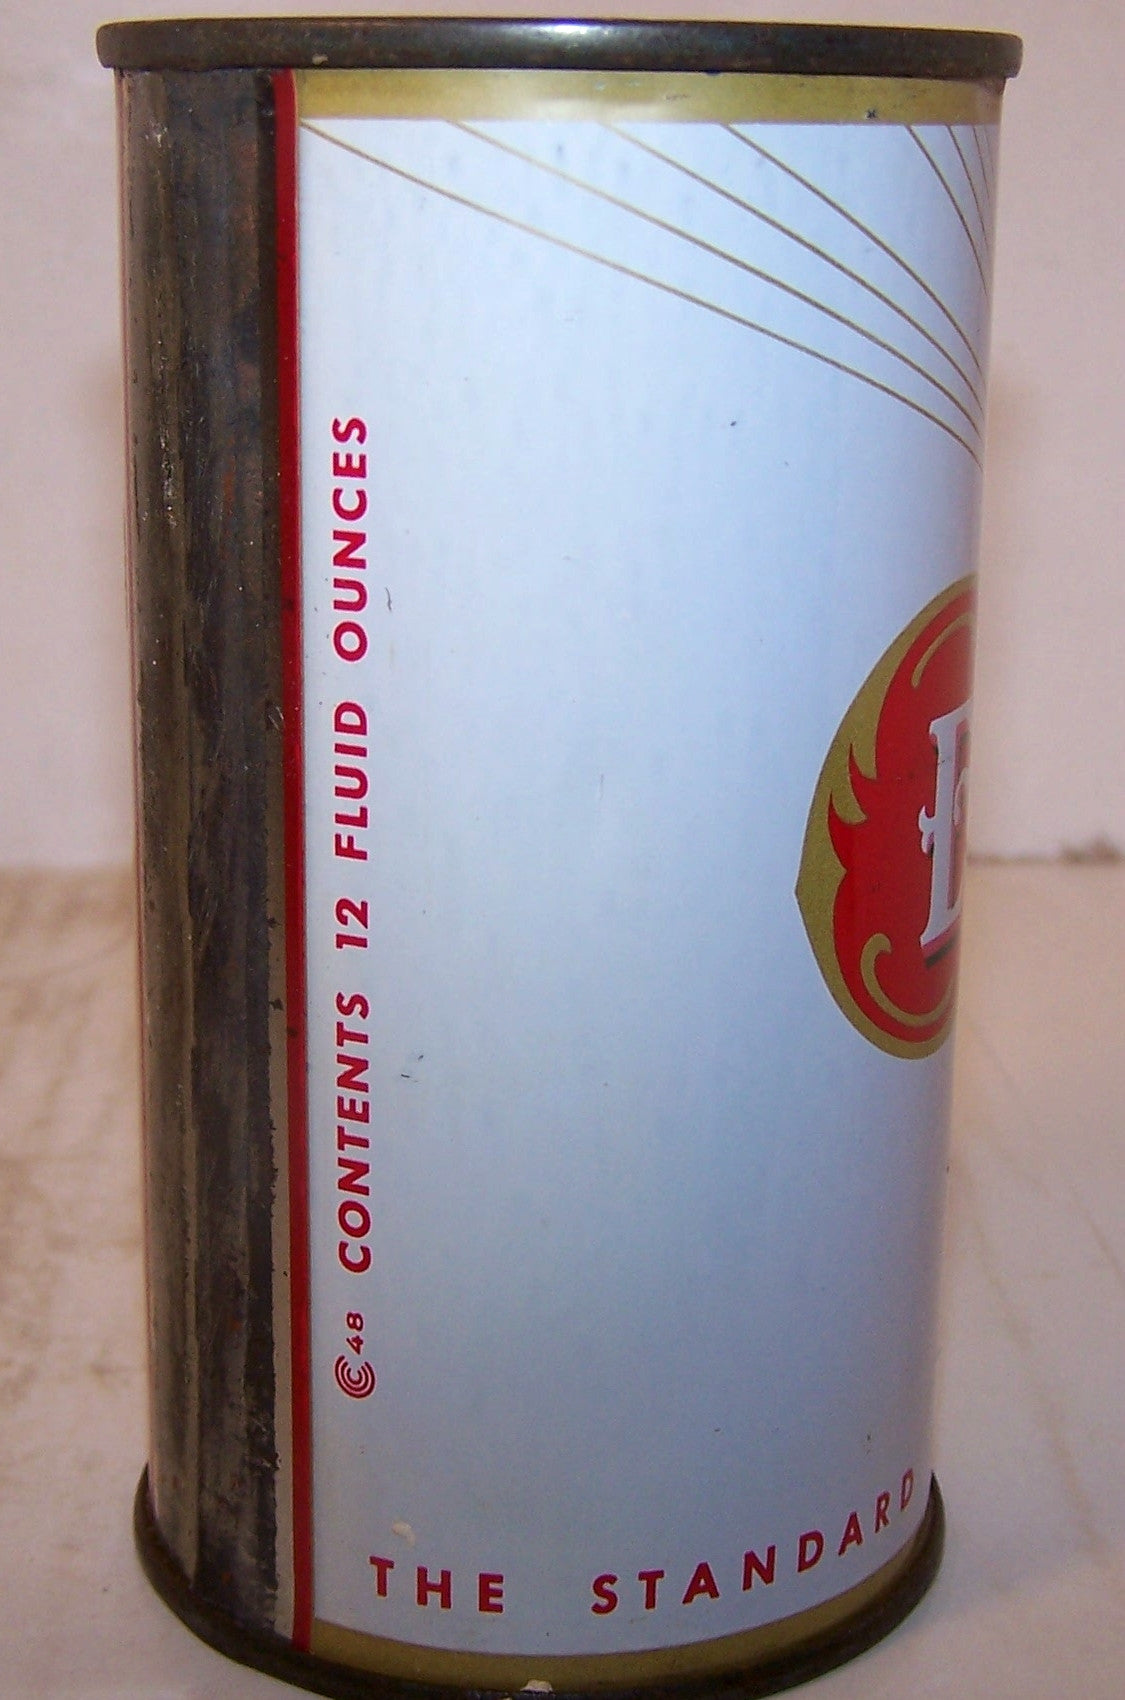 © 48 CONTENTS 12 FLUID OUNCES
THE STANDARD